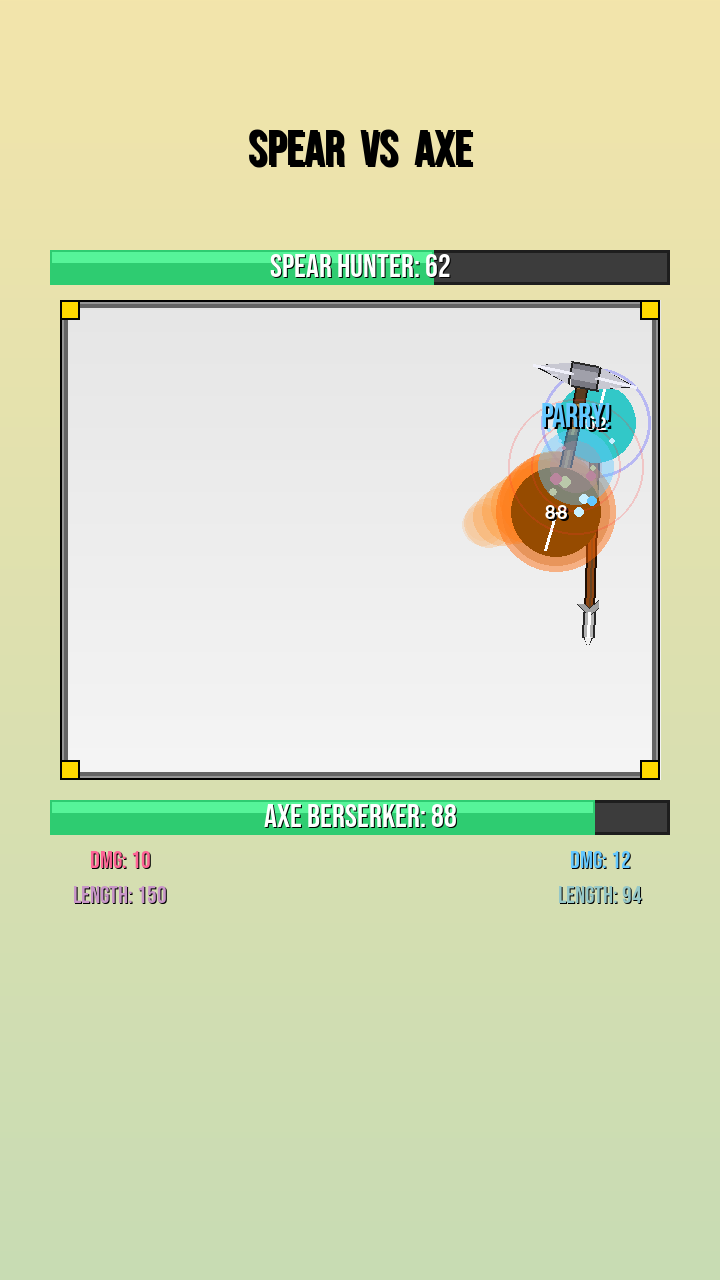 SPEAR VS AXE
SPEAR HUNTER: 62
PARRY!
62
88
AXE BERSERKER: 88
DMG: 10
DMG: 12
LENGTH: 150
LENGTH: 94